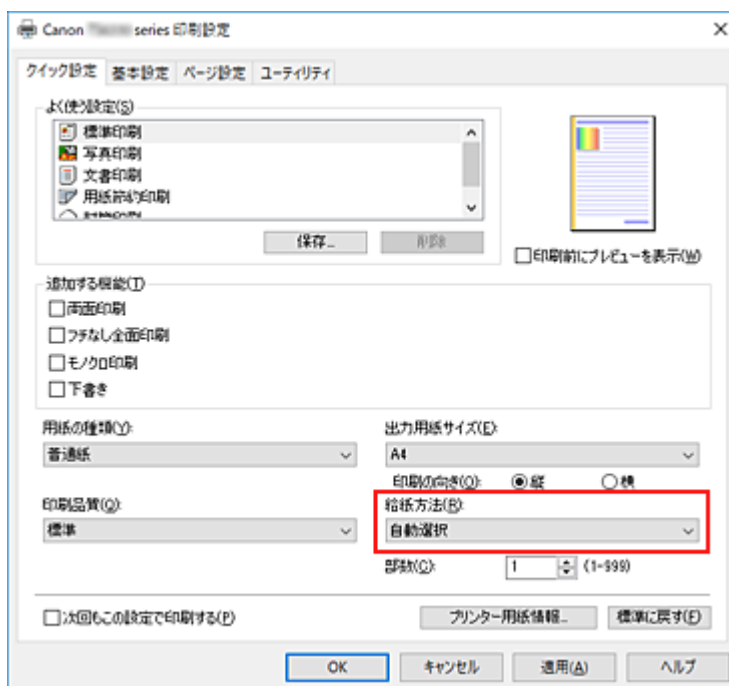 Canon series 印刷設定
クイック設定 基本設定 ページ設定 ユーティリティ
よく使う設定(S)
標準印刷
写真印刷
文書印刷
用紙節約印刷
保存...
削除
印刷前にプレビューを表示(W)
追加する機能(T)
両面印刷
フチなし全面印刷
モノクロ印刷
下書き
用紙の種類(Y):
普通紙
出力用紙サイズ(E):
A4
印刷の向き(O): 縦 横
印刷品質(Q):
標準
給紙方法(R):
自動選択
部数(C): 1 (1-999)
次回もこの設定で印刷する(P)
プリンター用紙情報... 標準に戻す(F)
OK キャンセル 適用(A) ヘルプ